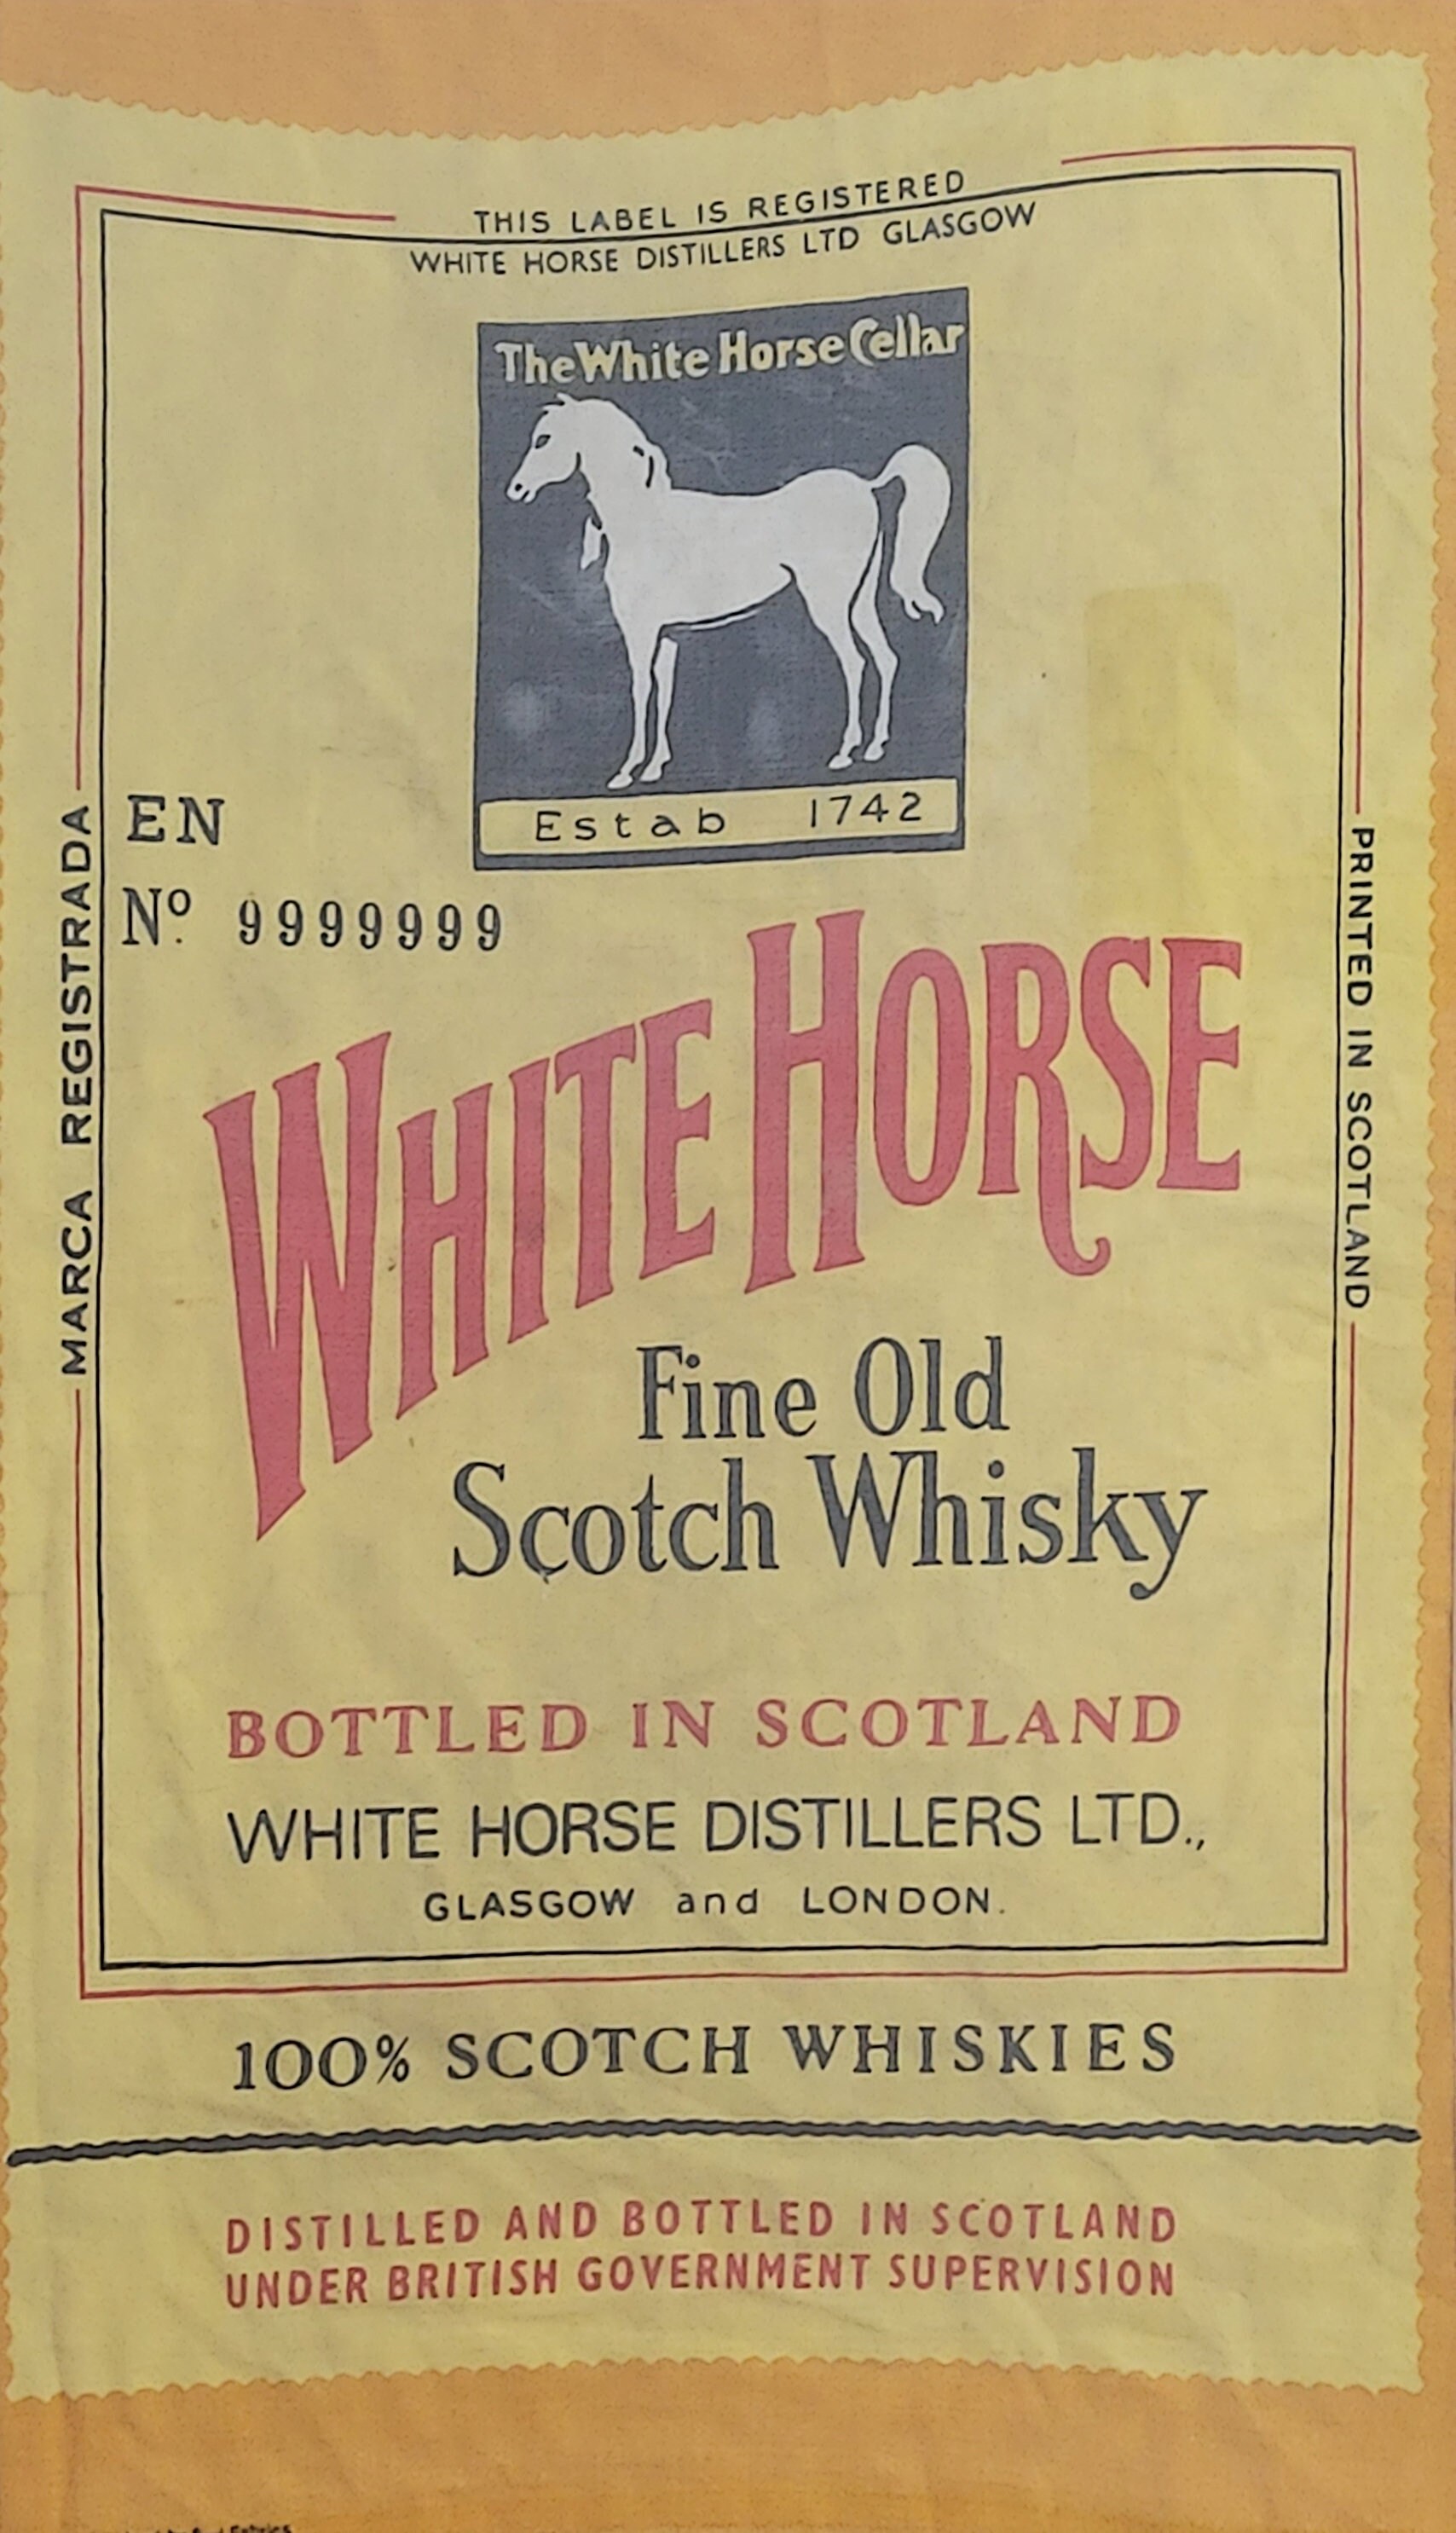 THIS LABEL IS REGISTERED
WHITE HORSE DISTILLERS LTD GLASGOW
The White Horse Cellar
Estab 1742
EN
Nº 9999999
MARCA REGISTRADA
PRINTED IN SCOTLAND
WHITE HORSE
Fine Old
Scotch Whisky
BOTTLED IN SCOTLAND
WHITE HORSE DISTILLERS LTD.,
GLASGOW and LONDON.
100% SCOTCH WHISKIES
DISTILLED AND BOTTLED IN SCOTLAND
UNDER BRITISH GOVERNMENT SUPERVISION
Fabrics